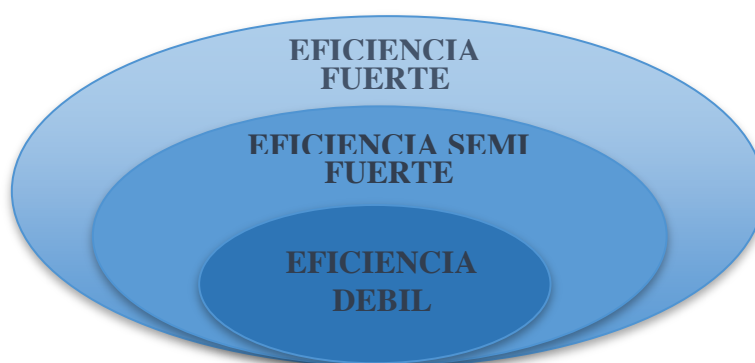 EFICIENCIA
FUERTE
EFICIENCIA SEMI
FUERTE
EFICIENCIA
DEBIL